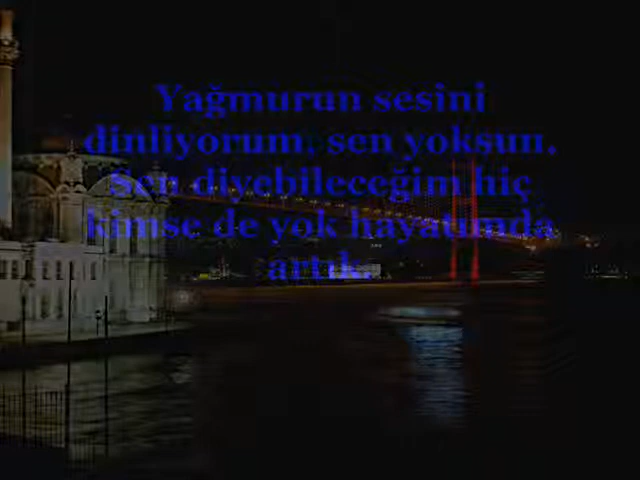 Yağmurun sesini
dinliyorum, sen yoksun.
Sen diyebileceğim hiç
kimse de yok hayatımda
artık.